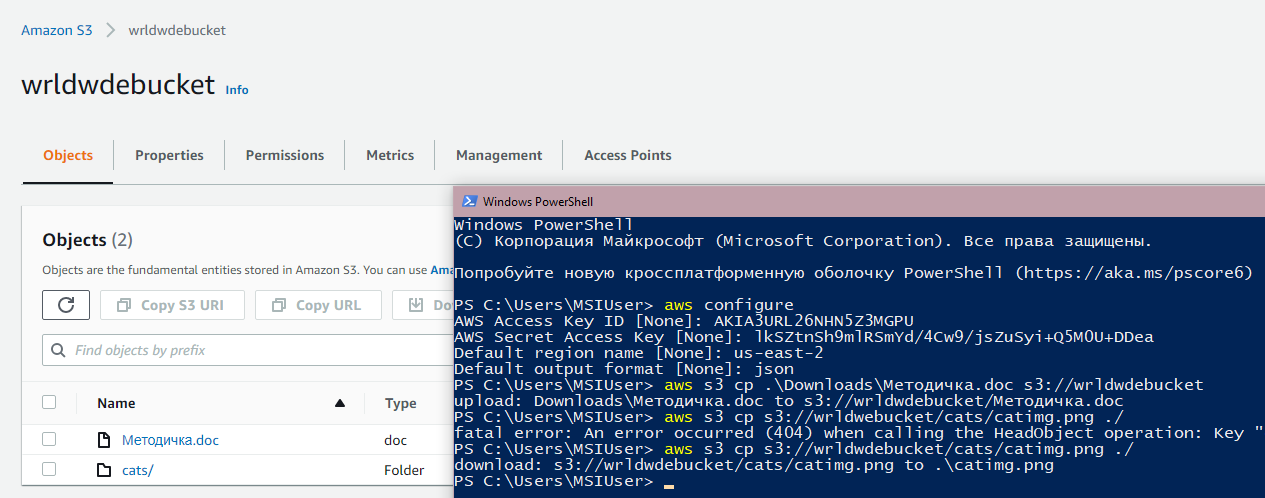 Amazon S3 > wrldwdebucket
wrldwdebucket Info
Objects Properties Permissions Metrics Management Access Points
Objects (2)
Objects are the fundamental entities stored in Amazon S3. You can use
Copy S3 URI Copy URL
Find objects by prefix
Name Type
Методичка.doc doc
cats/ Folder
Windows PowerShell
Windows PowerShell
(C) Корпорация Майкрософт (Microsoft Corporation). Все права защищены.
Попробуйте новую кроссплатформенную оболочку PowerShell (https://aka.ms/pscore6)
PS C:\Users\MSIUser> aws configure
AWS Access Key ID [None]: AKIA3URL26NHN5Z3MGPU
AWS Secret Access Key [None]: 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
Default region name [None]: us-east-2
Default output format [None]: json
PS C:\Users\MSIUser> aws s3 cp .\Downloads\Методичка.doc s3://wrldwdebucket
upload: Downloads\Методичка.doc to s3://wrldwdebucket/Методичка.doc
PS C:\Users\MSIUser> aws s3 cp s3://wrldwebucket/cats/catimg.png ./
fatal error: An error occurred (404) when calling the HeadObject operation: Key "
PS C:\Users\MSIUser> aws s3 cp s3://wrldwdebucket/cats/catimg.png ./
download: s3://wrldwdebucket/cats/catimg.png to .\catimg.png
PS C:\Users\MSIUser>